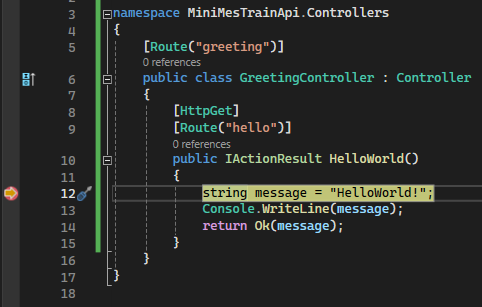 3 namespace MiniMesTrainApi.Controllers
4 {
5 [Route("greeting")]
0 references
6 public class GreetingController : Controller
7 {
8 [HttpGet]
9 [Route("hello")]
0 references
10 public IActionResult HelloWorld()
11 {
12 string message = "HelloWorld!";
13 Console.WriteLine(message);
14 return Ok(message);
15 }
16 }
17 }
18